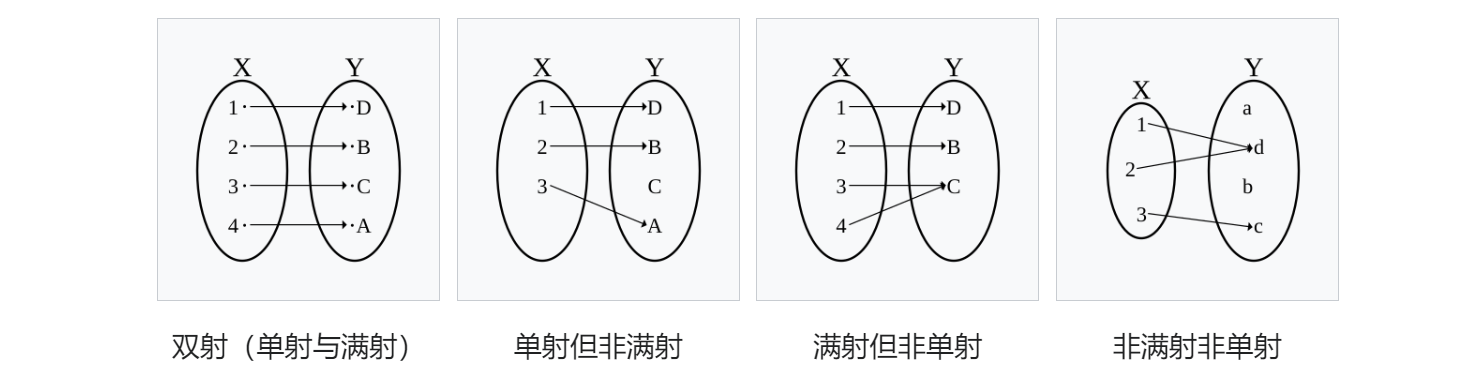 X Y
1 D
2 B
3 C
4 A
双射（单射与满射）
X Y
1 D
2 B
3 C
A
单射但非满射
X Y
1 D
2 B
3 C
4
满射但非单射
X Y
1 a
2 d
3 b
c
非满射非单射